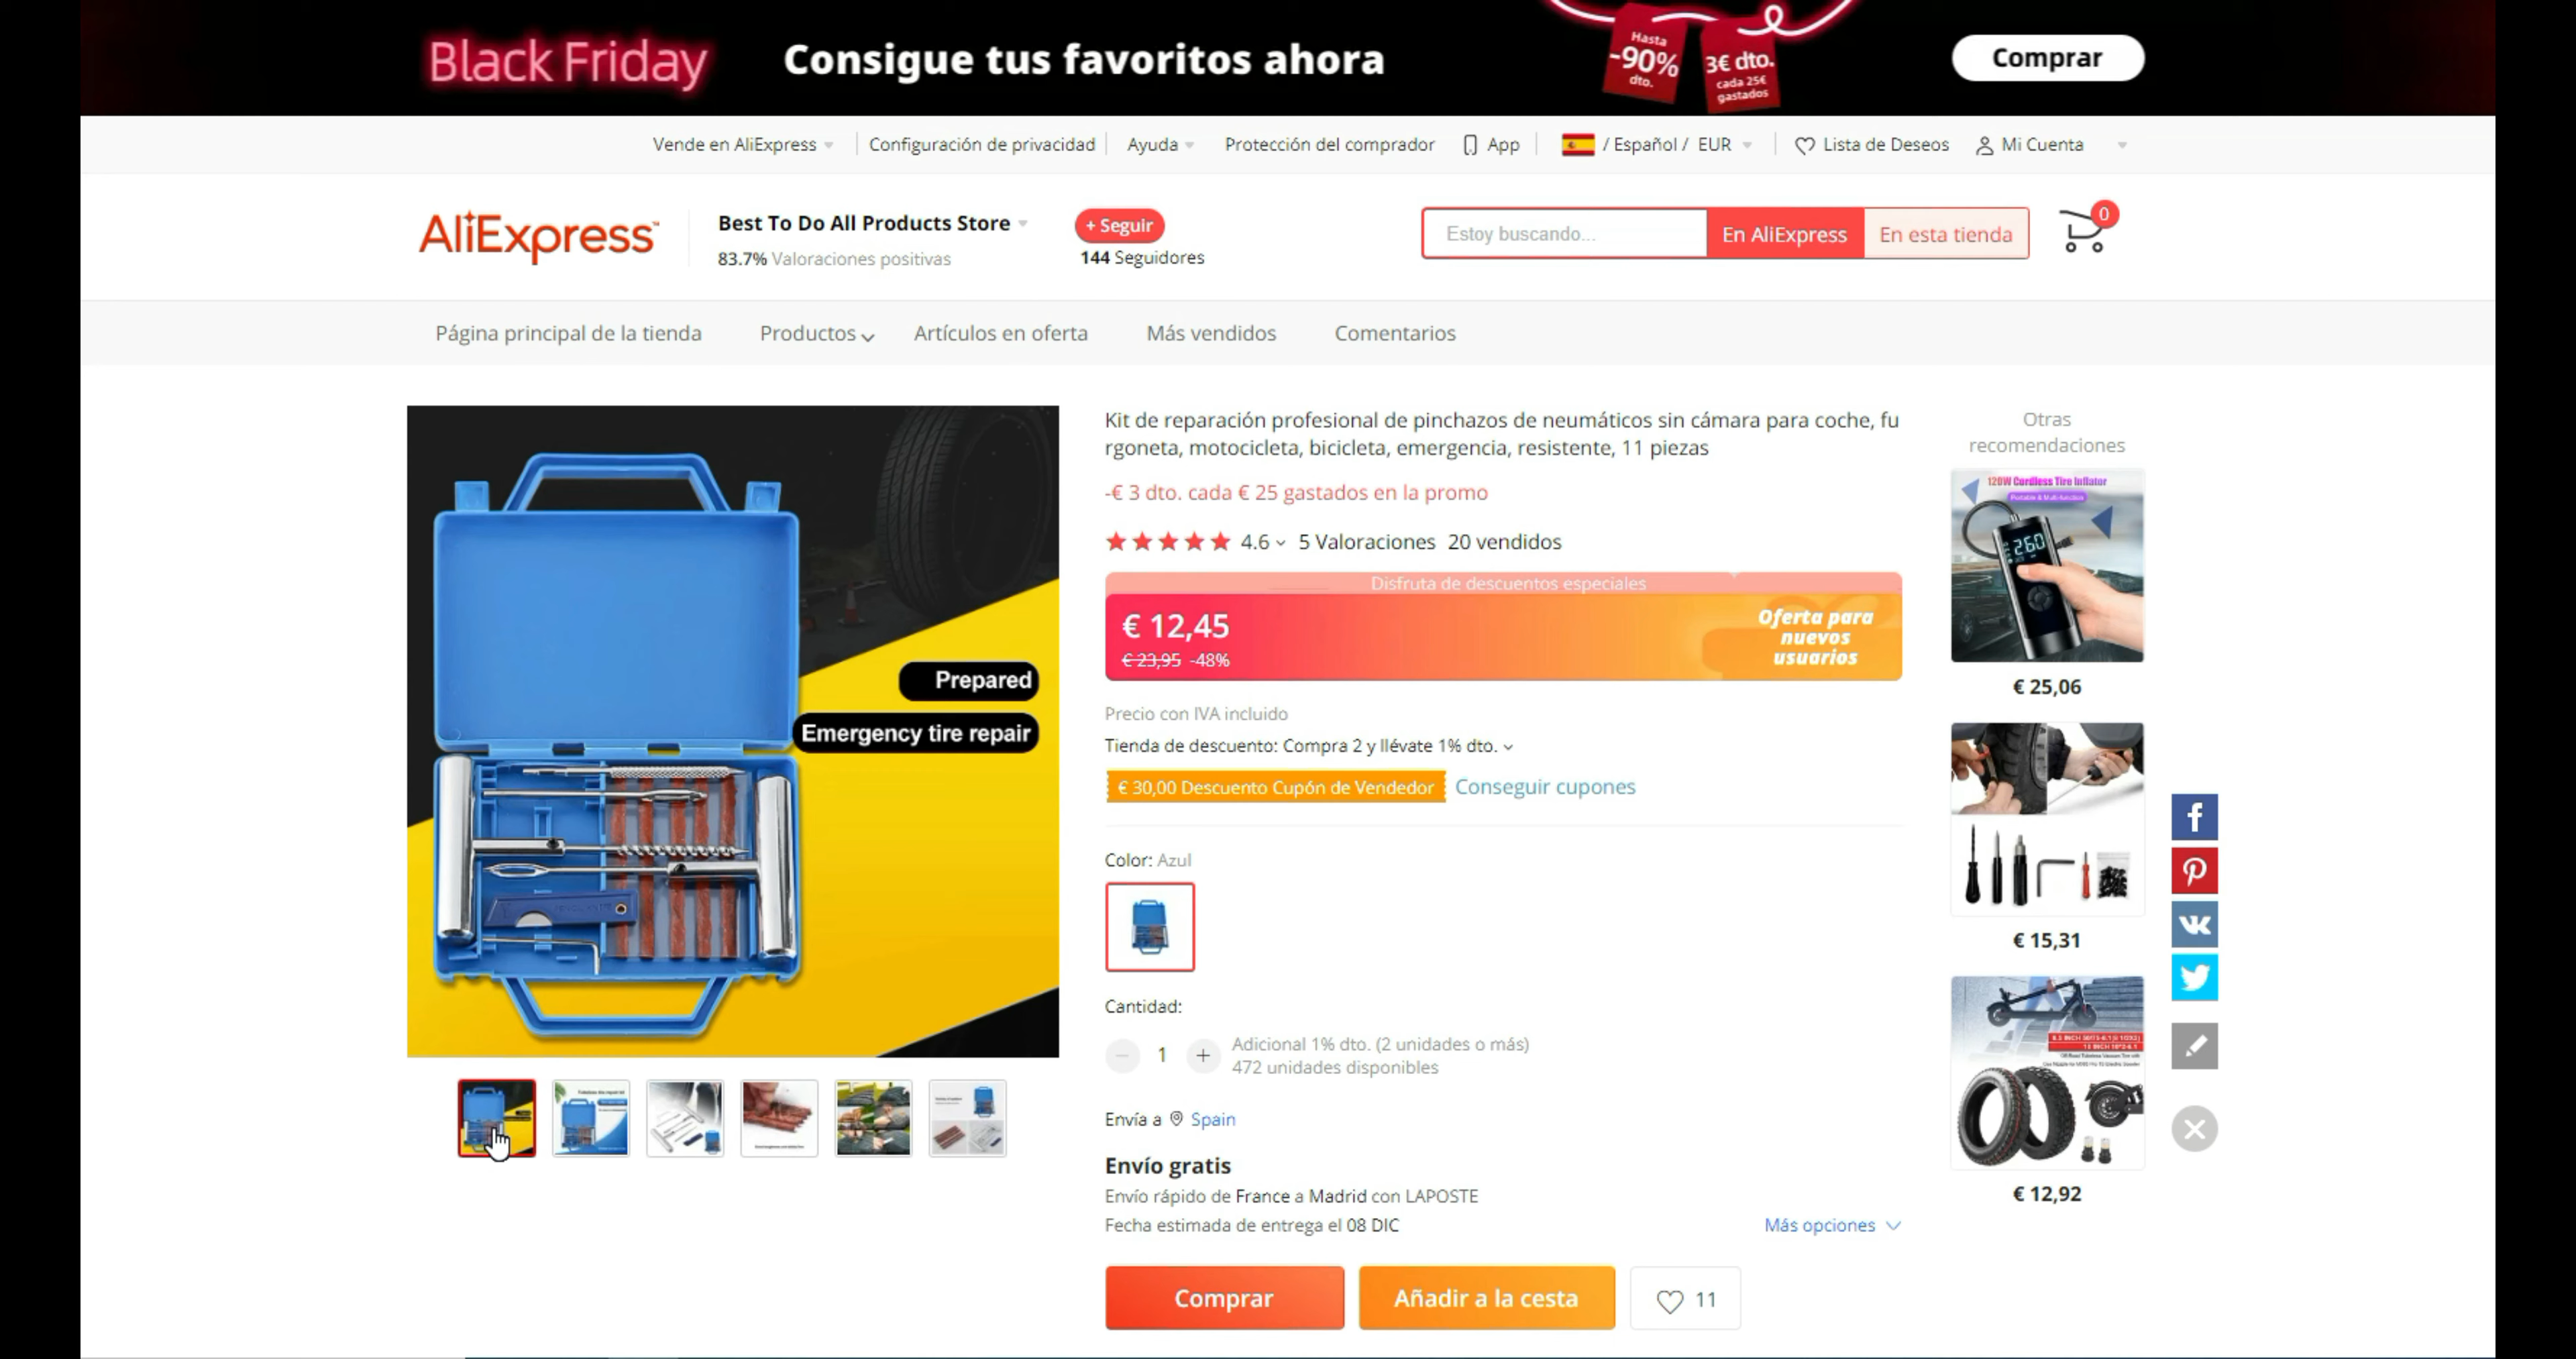 Black Friday
Consigue tus favoritos ahora
Hasta
-90%
dto.
3€ dto.
cada 25€
gastados
Comprar
Vende en AliExpress
Configuración de privacidad
Ayuda
Protección del comprador
App
/ Español / EUR
Lista de Deseos
Mi Cuenta
AliExpress™
Best To Do All Products Store
83.7% Valoraciones positivas
+ Seguir
144 Seguidores
Estoy buscando...
En AliExpress
En esta tienda
0
Página principal de la tienda
Productos
Artículos en oferta
Más vendidos
Comentarios
Prepared
Emergency tire repair
Kit de reparación profesional de pinchazos de neumáticos sin cámara para coche, fu
rgoneta, motocicleta, bicicleta, emergencia, resistente, 11 piezas
-€ 3 dto. cada € 25 gastados en la promo
4.6 5 Valoraciones 20 vendidos
Disfruta de descuentos especiales
€ 12,45
€ 23,95 -48%
Oferta para
nuevos
usuarios
Precio con IVA incluido
Tienda de descuento: Compra 2 y llévate 1% dto.
€ 30,00 Descuento Cupón de Vendedor
Conseguir cupones
Color: Azul
Cantidad:
1
Adicional 1% dto. (2 unidades o más)
472 unidades disponibles
Envía a Spain
Envío gratis
Envío rápido de France a Madrid con LAPOSTE
Fecha estimada de entrega el 08 DIC
Más opciones
Comprar
Añadir a la cesta
11
Otras
recomendaciones
120W Cordless Tire Inflator
Portable & Multi-function
260
€ 25,06
€ 15,31
€ 12,92